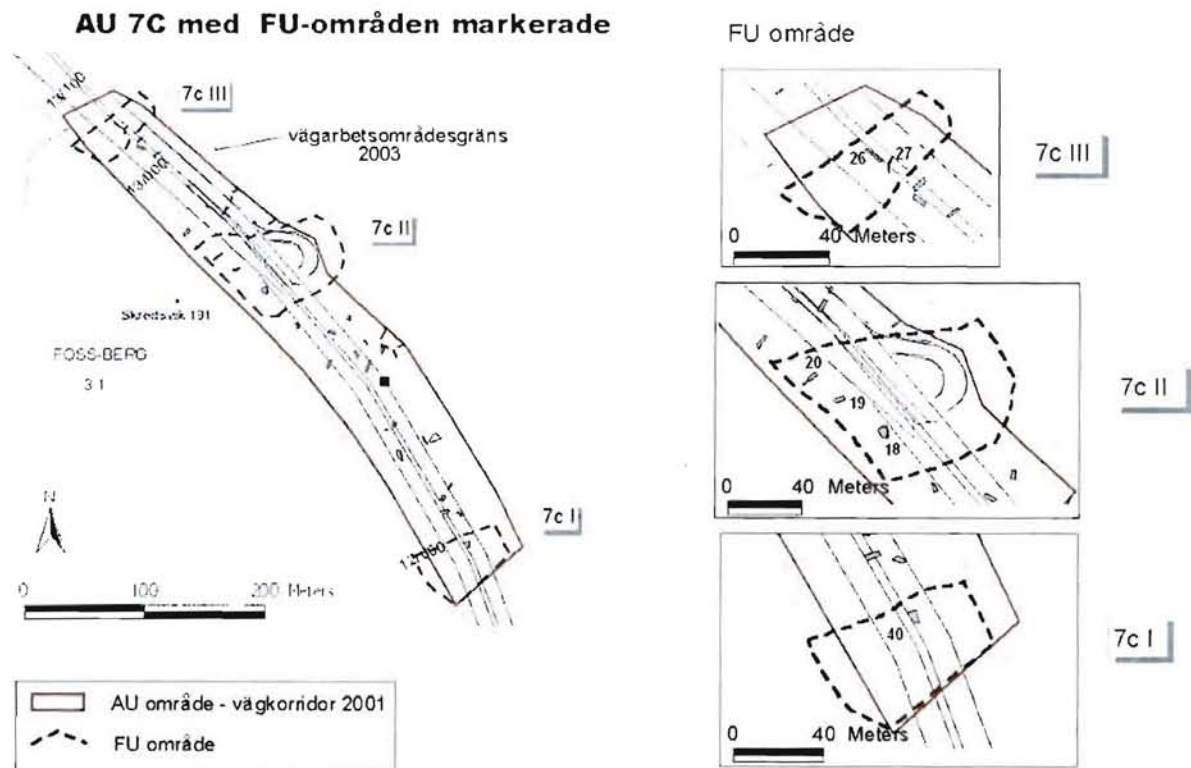 AU 7C med FU-områden markerade
7c III
vägarbetsområdesgräns
2003
7c II
Skredsvik 191
FOSS-BERG
3:1
N
7c I
0 100 200 Meters
AU område - vägkorridor 2001
FU område
FU område
26 27
0 40 Meters
7c III
20
19
18
0 40 Meters
7c II
40
0 40 Meters
7c I